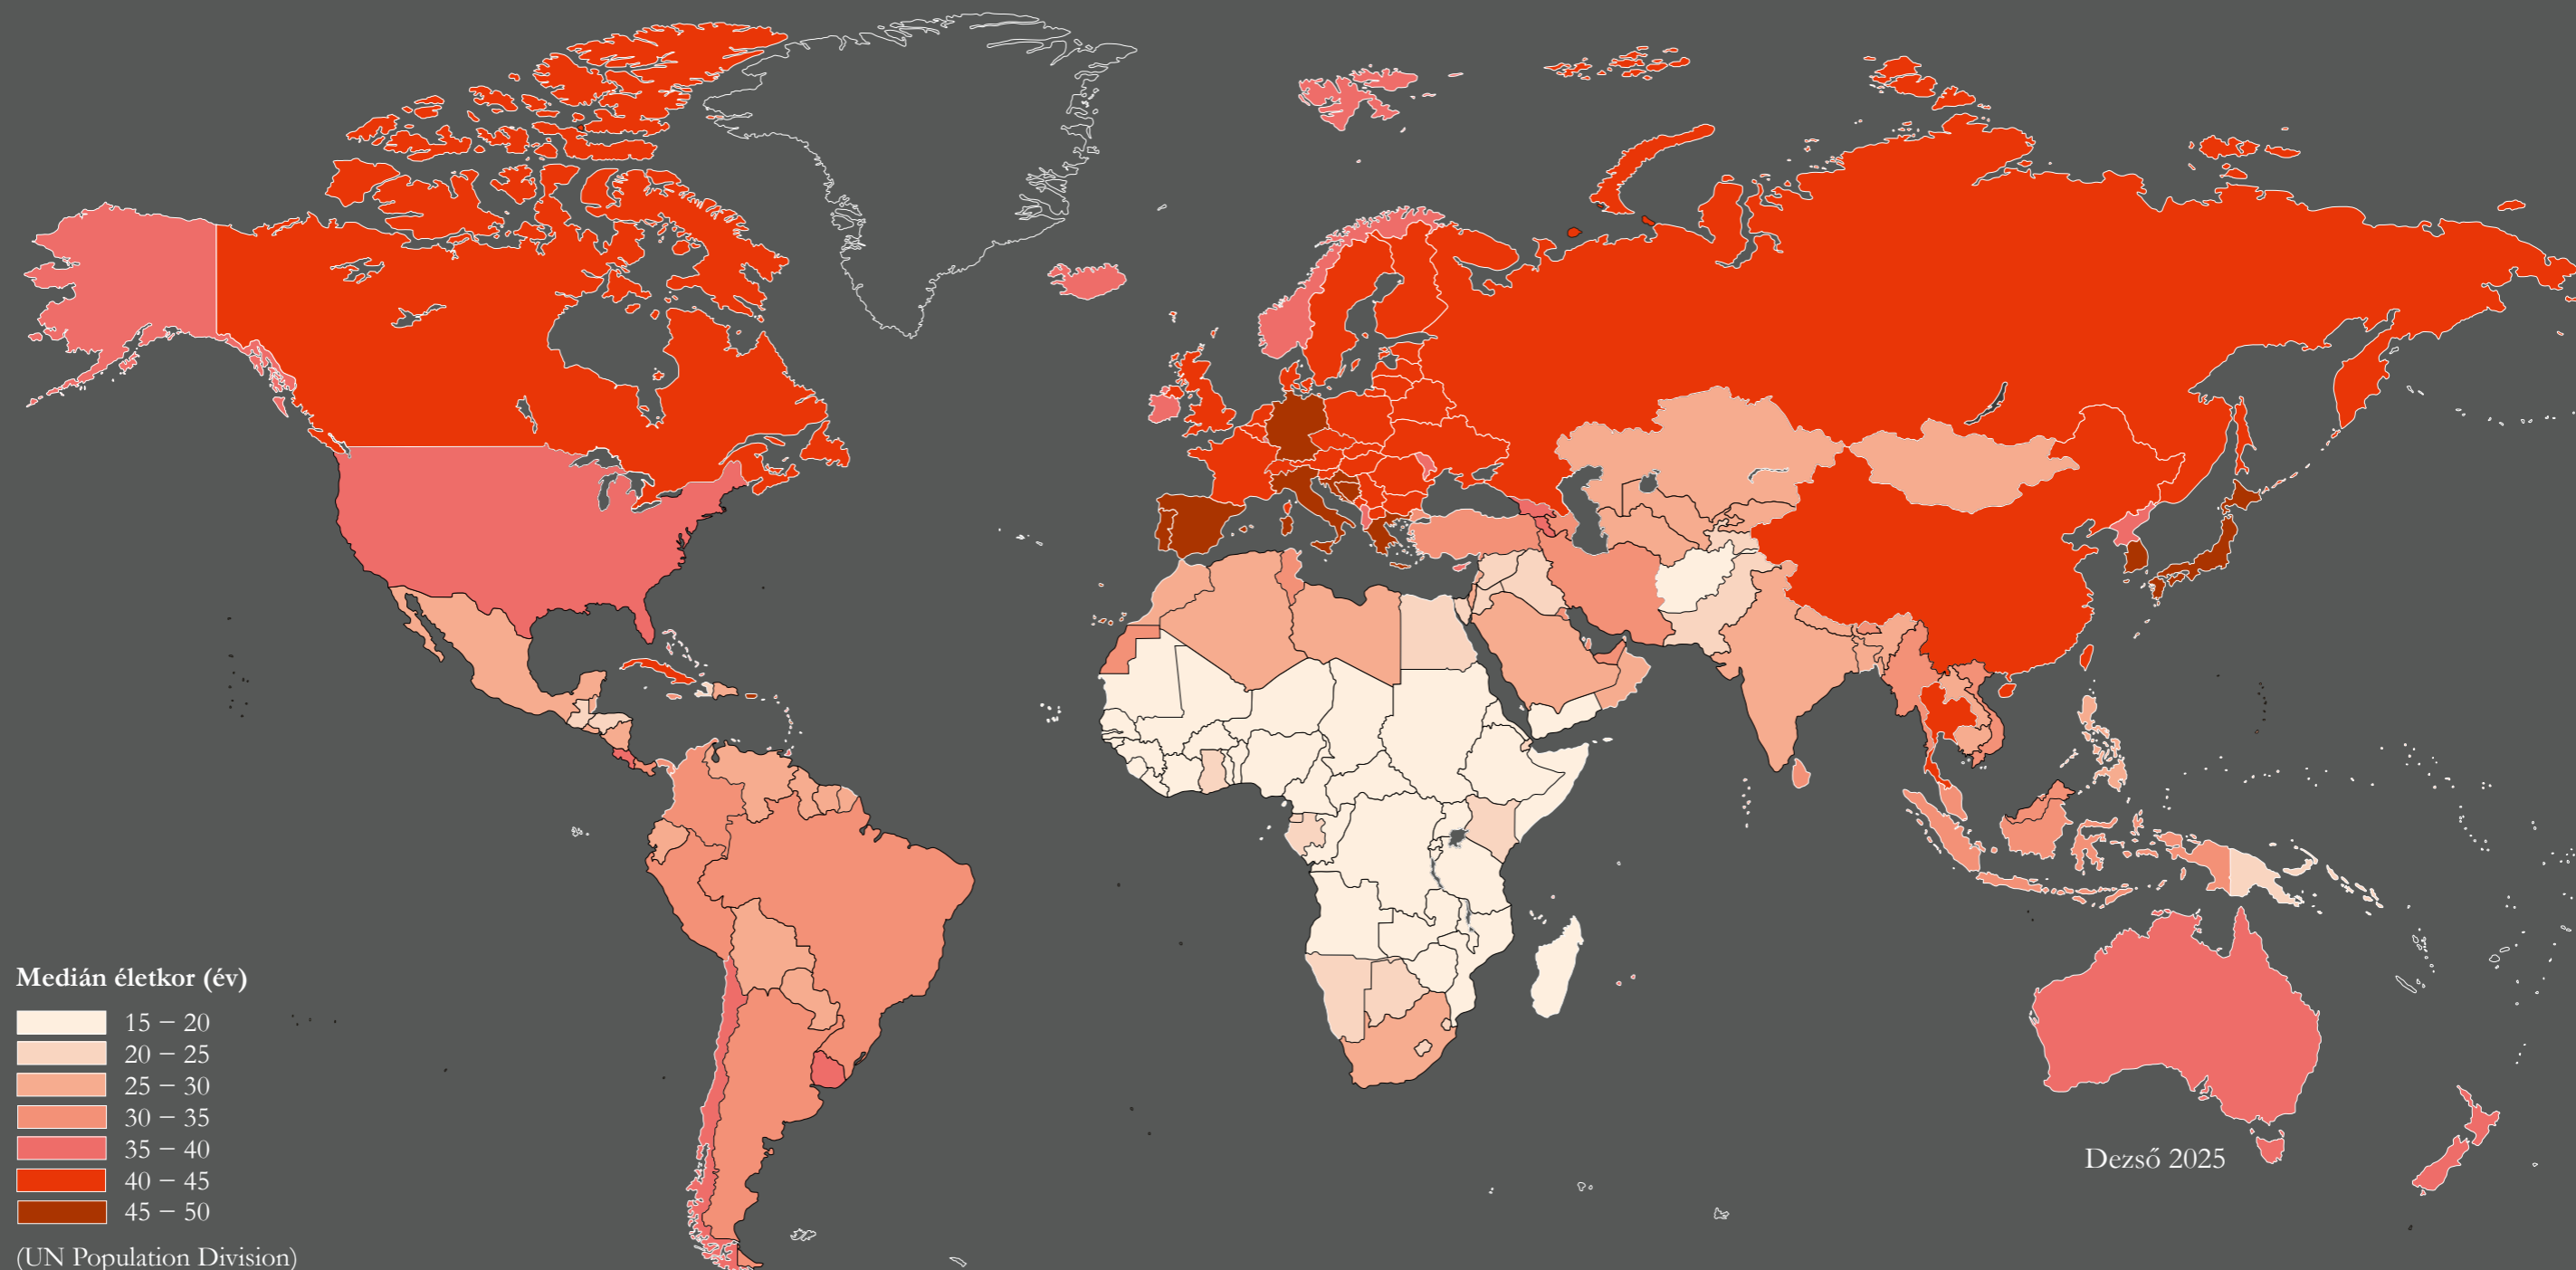 Medián életkor (év)
15 – 20
20 – 25
25 – 30
30 – 35
35 – 40
40 – 45
45 – 50
(UN Population Division)
Dezső 2025